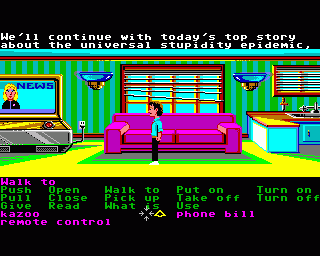 We'll continue with today's top story
about the universal stupidity epidemic,
NEWS
Walk to
Push Open Walk to Put on Turn on
Pull Close Pick up Take off Turn off
Give Read What is Use
kazoo phone bill
remote control